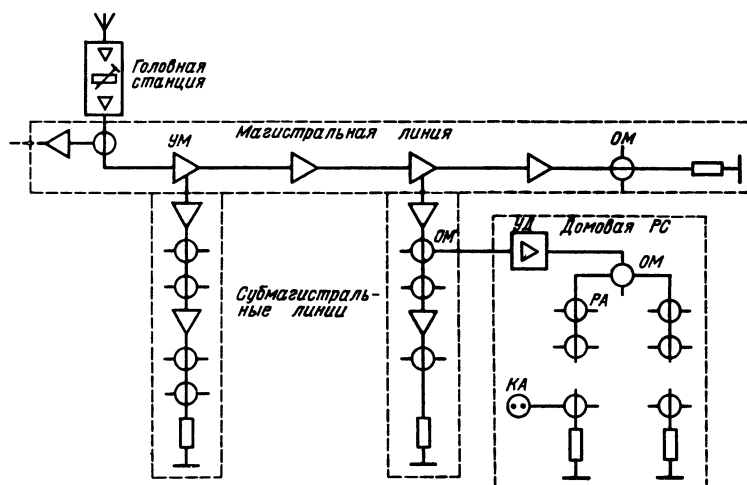 Головная
станция
Магистральная линия
УМ
ОМ
УД
Домовая РС
ОМ
ОМ
Субмагистраль-
ные линии
РА
КА